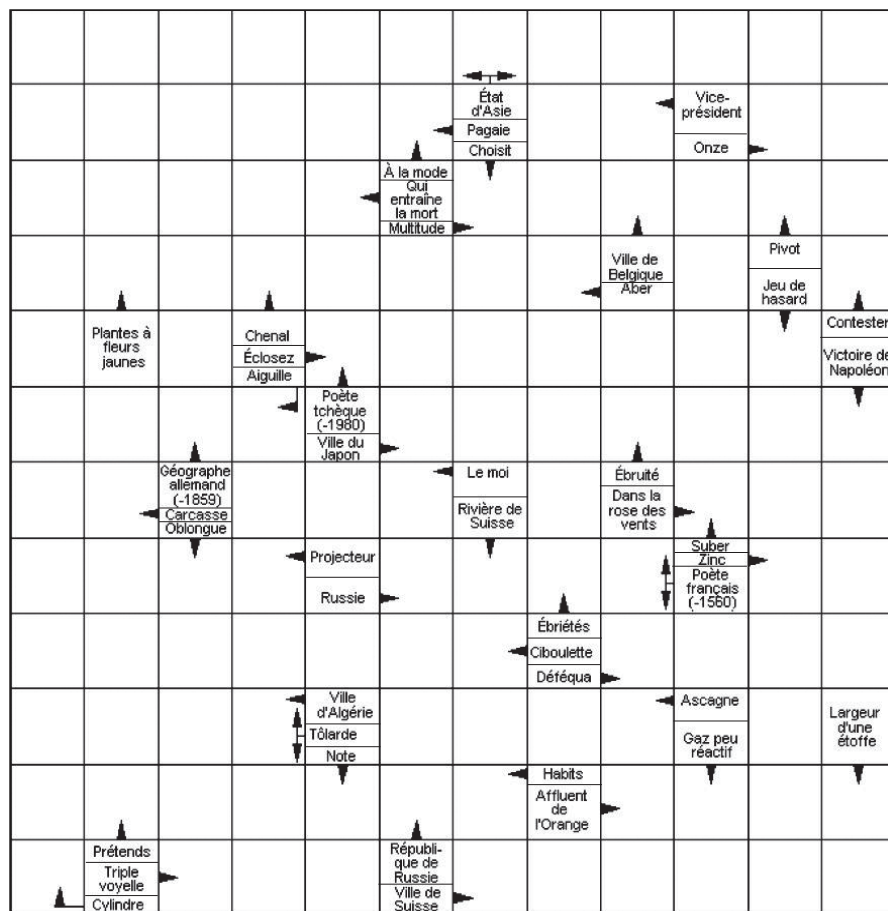 État
d'Asie
Pagaie
Choisit
Vice-
président
Onze
À la mode
Qui
entraîne
la mort
Multitude
Ville de
Belgique
Aber
Pivot
Jeu de
hasard
Plantes à
fleurs
jaunes
Chenal
Éclosez
Aiguille
Contester
Victoire de
Napoléon
Poète
tchèque
(-1980)
Ville du
Japon
Géographe
allemand
(-1859)
Carcasse
Oblongue
Le moi
Rivière de
Suisse
Ébruité
Dans la
rose des
vents
Projecteur
Russie
Suber
Zinc
Poète
français
(-1560)
Ébriétés
Ciboulette
Déféqua
Ville
d'Algérie
Tôlarde
Note
Ascagne
Gaz peu
réactif
Largeur
d'une
étoffe
Habits
Affluent
de
l'Orange
Prétends
Triple
voyelle
Cylindre
Républi-
que de
Russie
Ville de
Suisse